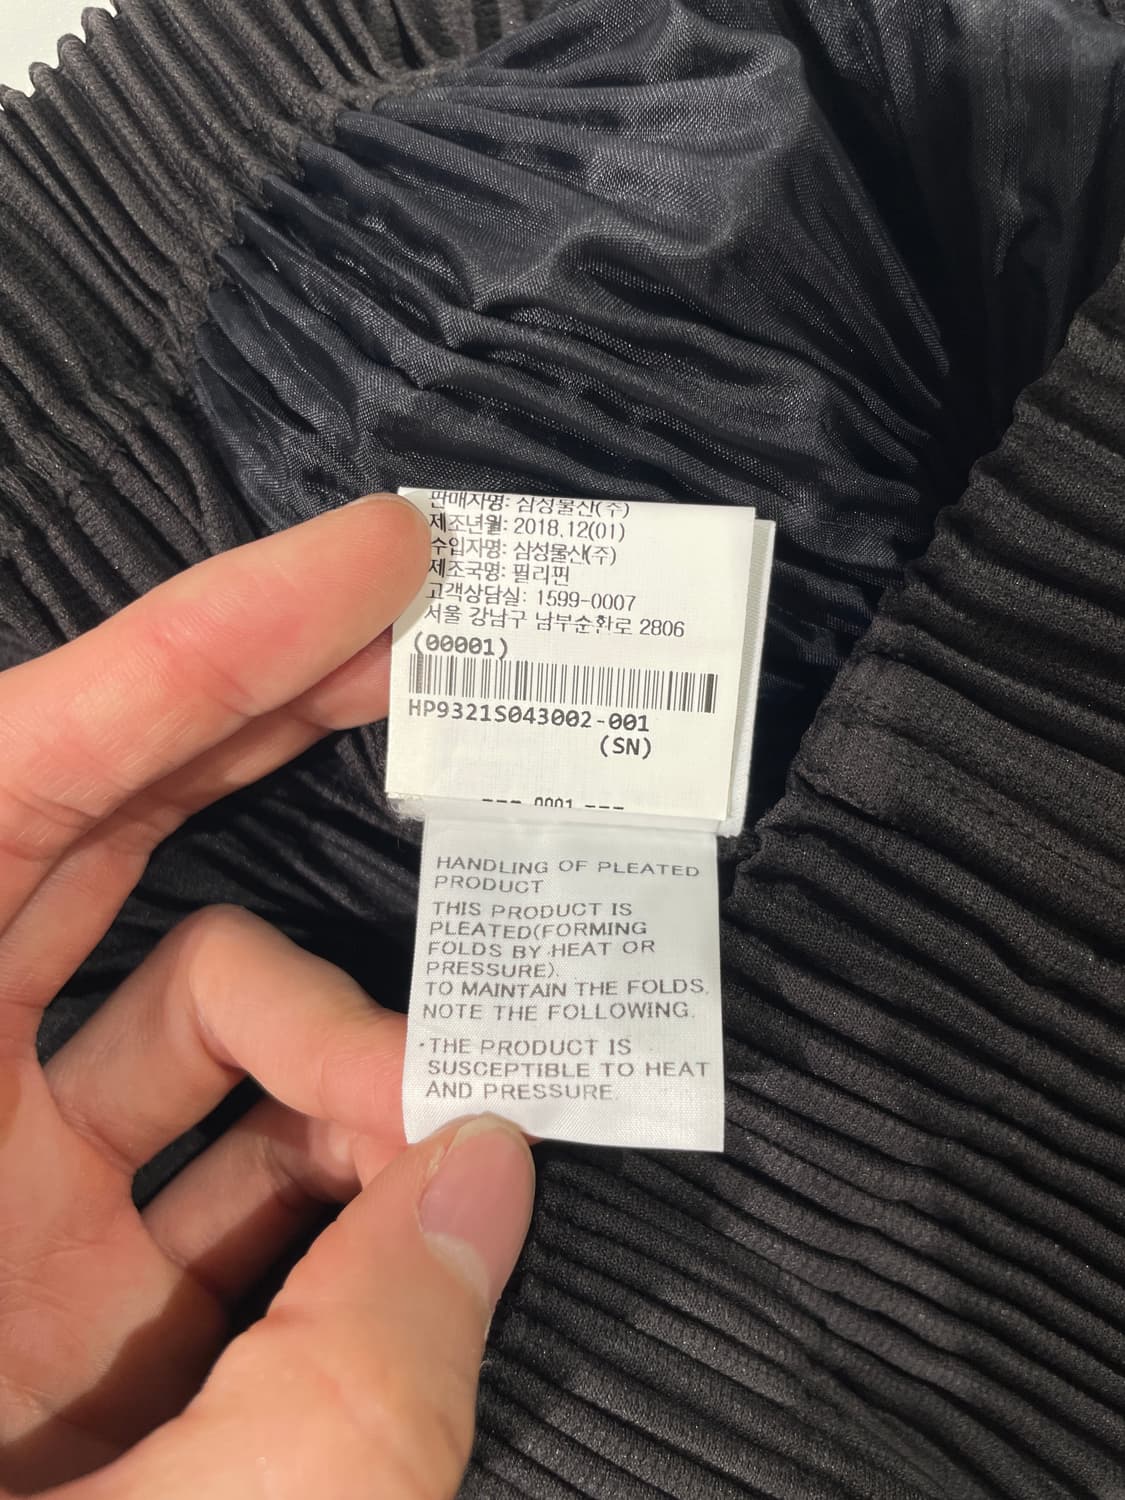 판매자명: 삼성물산(주)
제조년월: 2018.12(01)
수입자명: 삼성물산(주)
제조국명: 필리핀
고객상담실: 1599-0007
서울 강남구 남부순환로 2806
(00001)
HP9321S043002-001
(SN)
--- 0001 ---
HANDLING OF PLEATED
PRODUCT
THIS PRODUCT IS
PLEATED(FORMING
FOLDS BY HEAT OR
PRESSURE).
TO MAINTAIN THE FOLDS,
NOTE THE FOLLOWING.
·THE PRODUCT IS
SUSCEPTIBLE TO HEAT
AND PRESSURE.